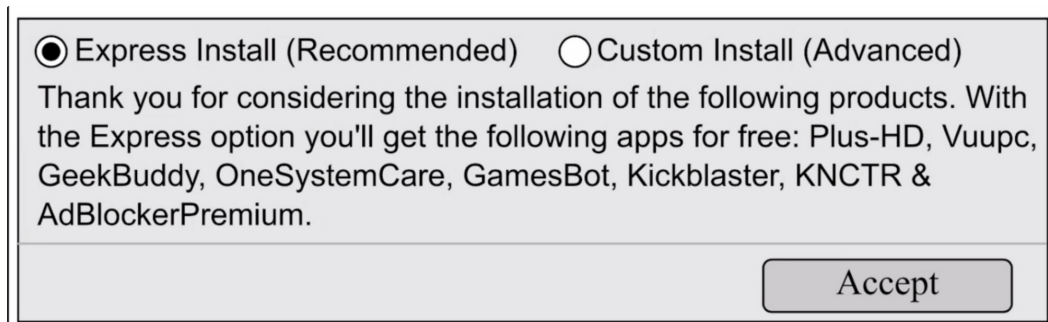 Express Install (Recommended) Custom Install (Advanced)
Thank you for considering the installation of the following products. With
the Express option you'll get the following apps for free: Plus-HD, Vuupc,
GeekBuddy, OneSystemCare, GamesBot, Kickblaster, KNCTR &
AdBlockerPremium.
Accept